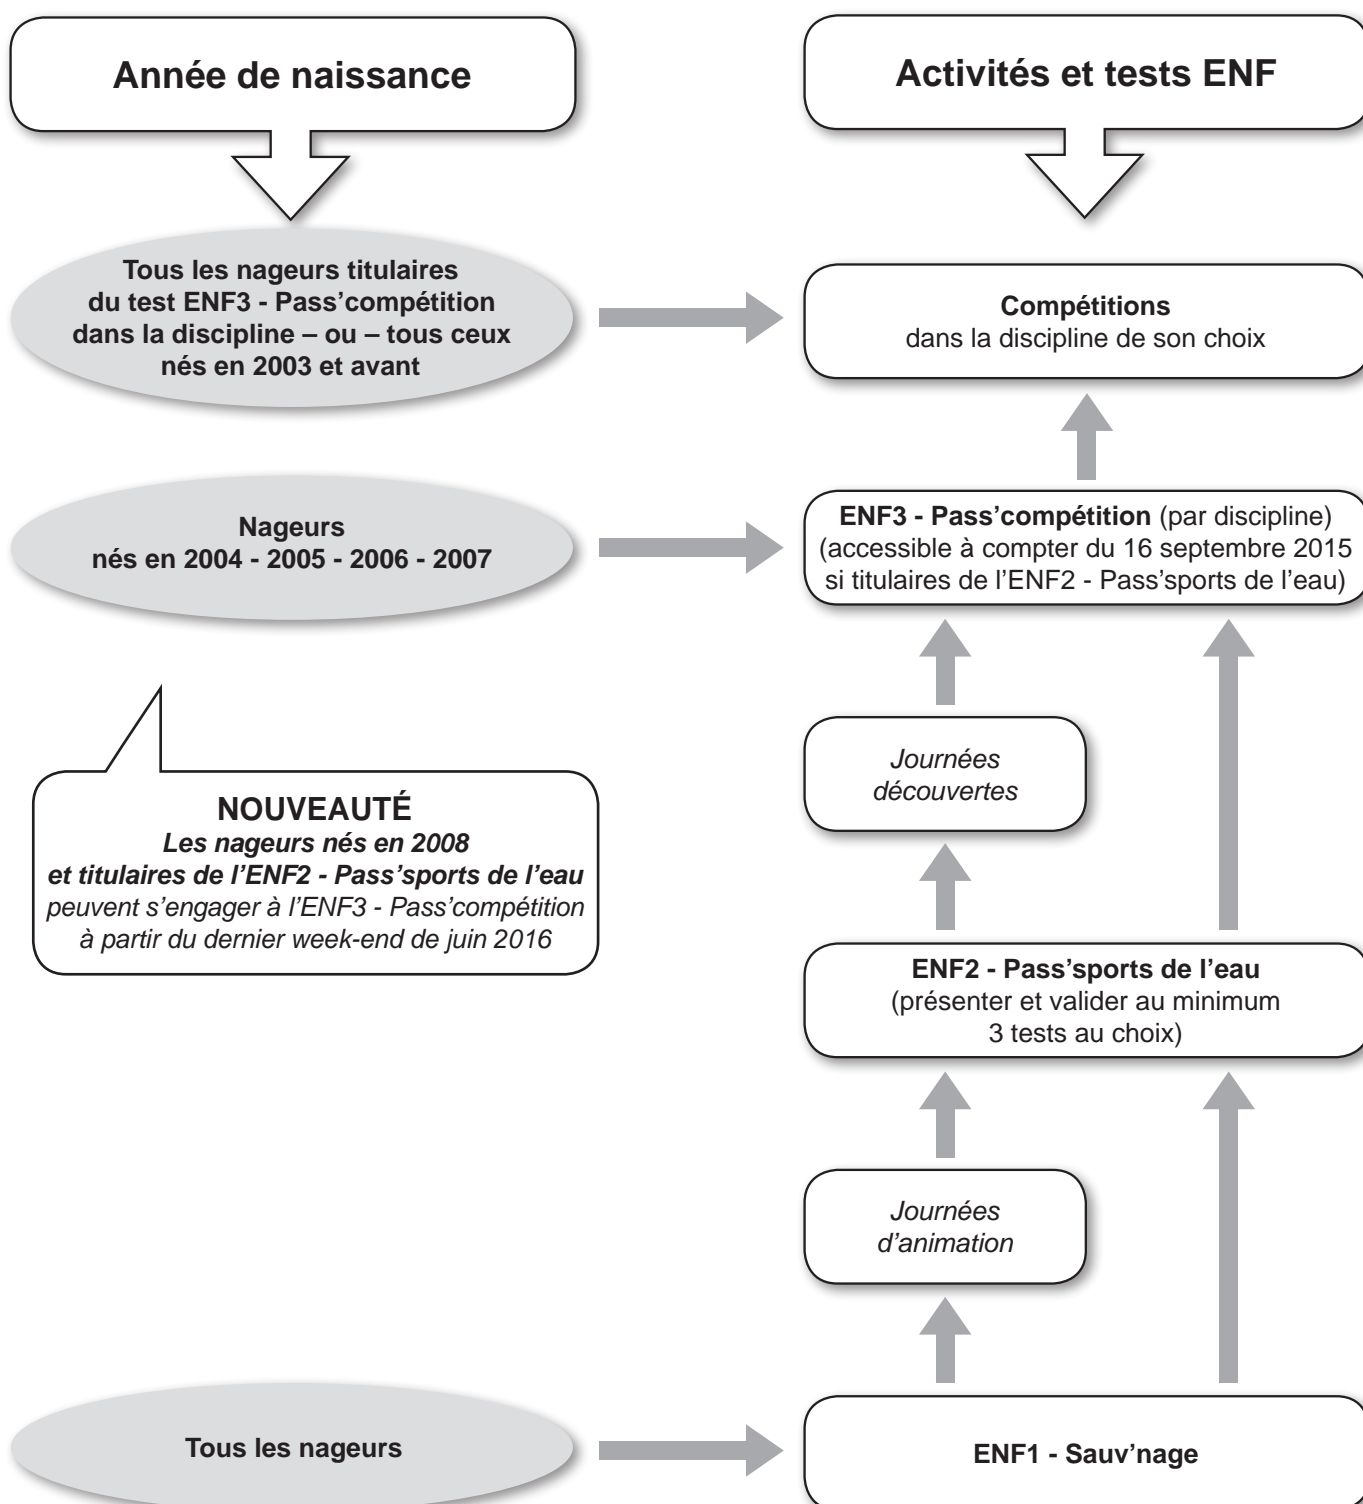 Année de naissance
Activités et tests ENF
Tous les nageurs titulaires
du test ENF3 - Pass’compétition
dans la discipline – ou – tous ceux
nés en 2003 et avant
Compétitions
dans la discipline de son choix
Nageurs
nés en 2004 - 2005 - 2006 - 2007
ENF3 - Pass’compétition (par discipline)
(accessible à compter du 16 septembre 2015
si titulaires de l’ENF2 - Pass’sports de l’eau)
Journées
découvertes
NOUVEAUTÉ
Les nageurs nés en 2008
et titulaires de l’ENF2 - Pass’sports de l’eau
peuvent s’engager à l’ENF3 - Pass’compétition
à partir du dernier week-end de juin 2016
ENF2 - Pass’sports de l’eau
(présenter et valider au minimum
3 tests au choix)
Journées
d’animation
Tous les nageurs
ENF1 - Sauv’nage